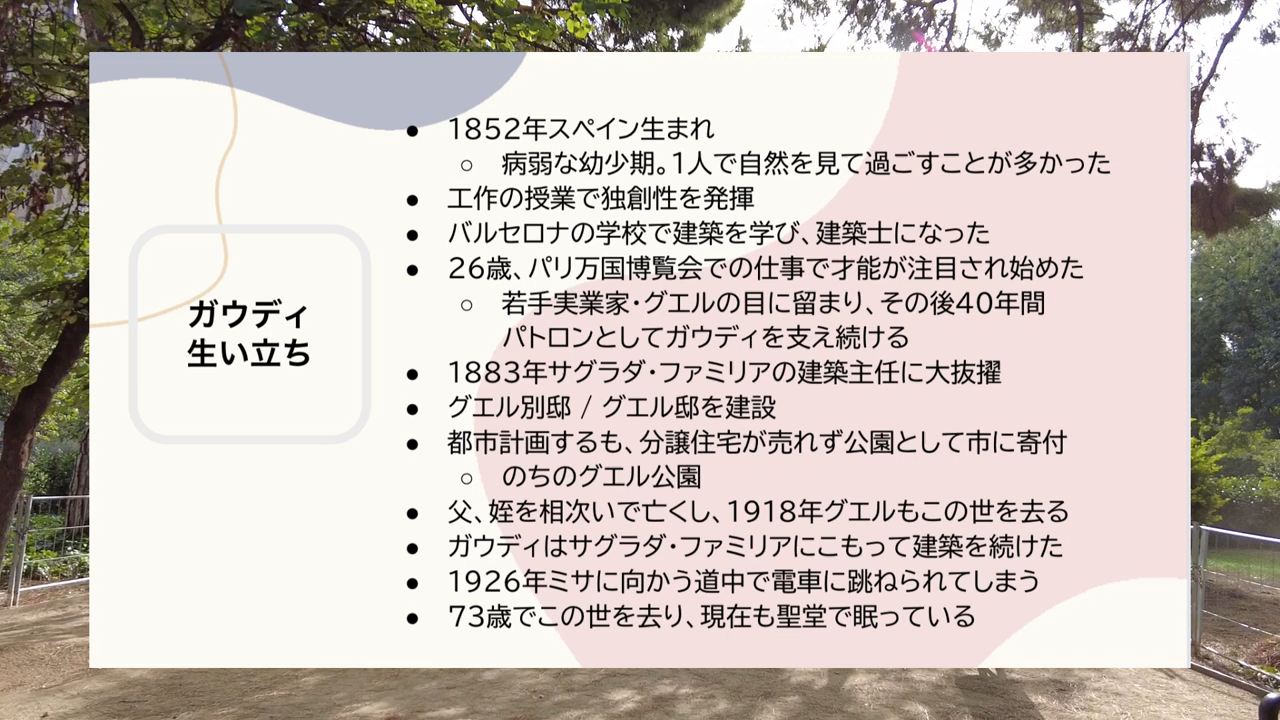 ガウディ
生い立ち
● 1852年スペイン生まれ
○ 病弱な幼少期。1人で自然を見て過ごすことが多かった
● 工作の授業で独創性を発揮
● バルセロナの学校で建築を学び、建築士になった
● 26歳、パリ万国博覧会での仕事で才能が注目され始めた
○ 若手実業家・グエルの目に留まり、その後40年間
パトロンとしてガウディを支え続ける
● 1883年サグラダ・ファミリアの建築主任に大抜擢
● グエル別邸 / グエル邸を建設
● 都市計画するも、分譲住宅が売れず公園として市に寄付
○ のちのグエル公園
● 父、姪を相次いで亡くし、1918年グエルもこの世を去る
● ガウディはサグラダ・ファミリアにこもって建築を続けた
● 1926年ミサに向かう道中で電車に跳ねられてしまう
● 73歳でこの世を去り、現在も聖堂で眠っている